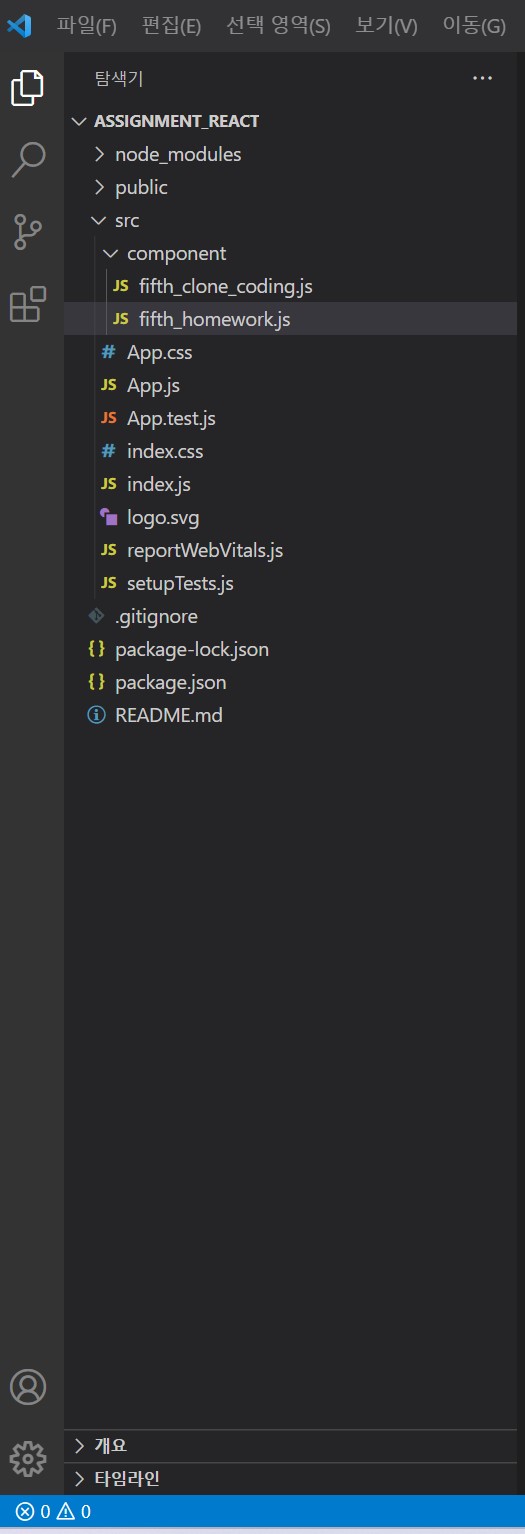 파일(F) 편집(E) 선택 영역(S) 보기(V) 이동(G)
탐색기
ASSIGNMENT_REACT
node_modules
public
src
component
JS fifth_clone_coding.js
JS fifth_homework.js
# App.css
JS App.js
JS App.test.js
# index.css
JS index.js
logo.svg
JS reportWebVitals.js
JS setupTests.js
.gitignore
{} package-lock.json
{} package.json
README.md
개요
타임라인
0 0